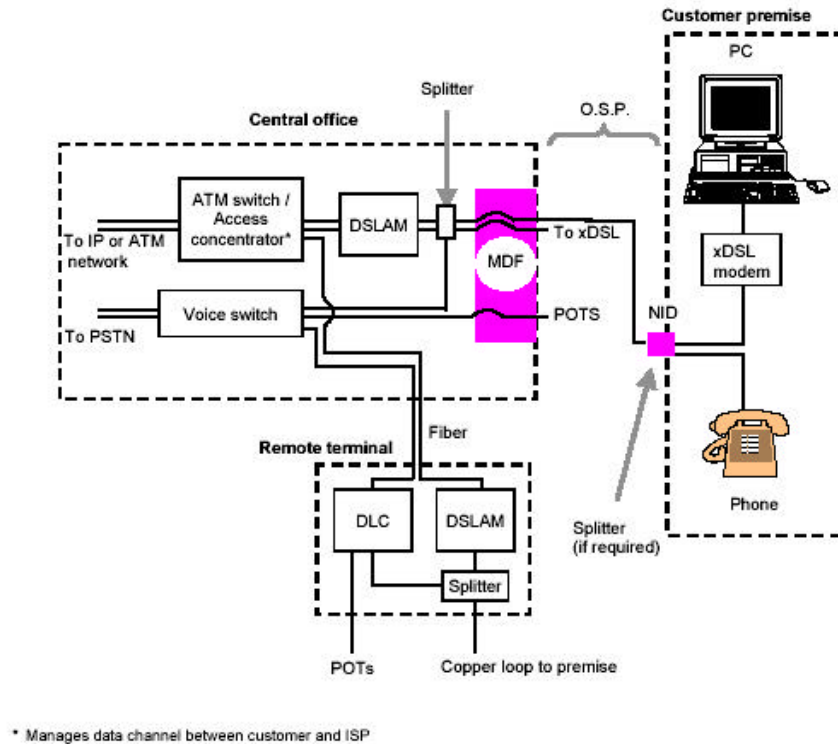 Customer premise
PC
Splitter
O.S.P.
Central office
ATM switch /
Access
concentrator*
DSLAM
To IP or ATM
network
MDF
To xDSL
xDSL
modem
Voice switch
To PSTN
POTS
NID
Fiber
Remote terminal
DLC
DSLAM
Splitter
Phone
Splitter
(if required)
POTs
Copper loop to premise
* Manages data channel between customer and ISP